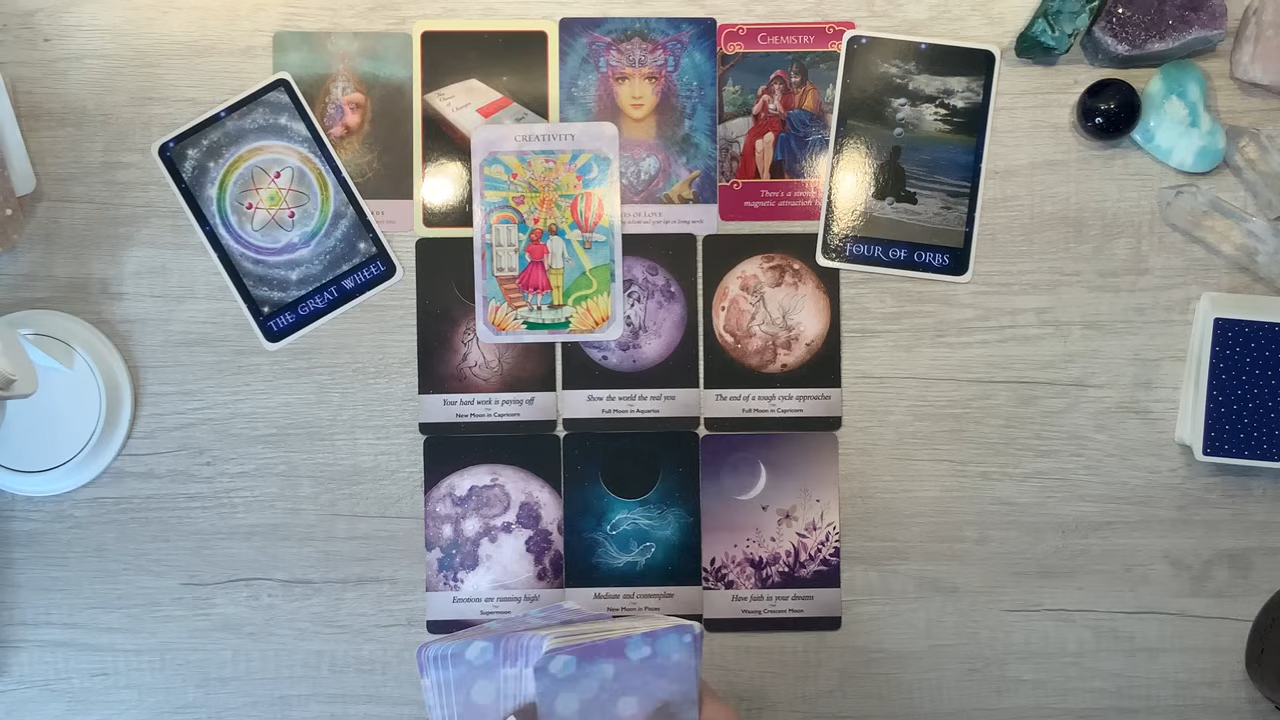 CHEMISTRY
There's a strong
magnetic attraction
CREATIVITY
OF LOVE
THE GREAT WHEEL
FOUR OF ORBS
Your hard work is paying off
New Moon in Capricorn
Show the world the real you
Full Moon in Aquarius
The end of a tough cycle approaches
Full Moon in Capricorn
Emotions are running high!
Supermoon
Meditate and contemplate
New Moon in Pisces
Have faith in your dreams
Waxing Crescent Moon